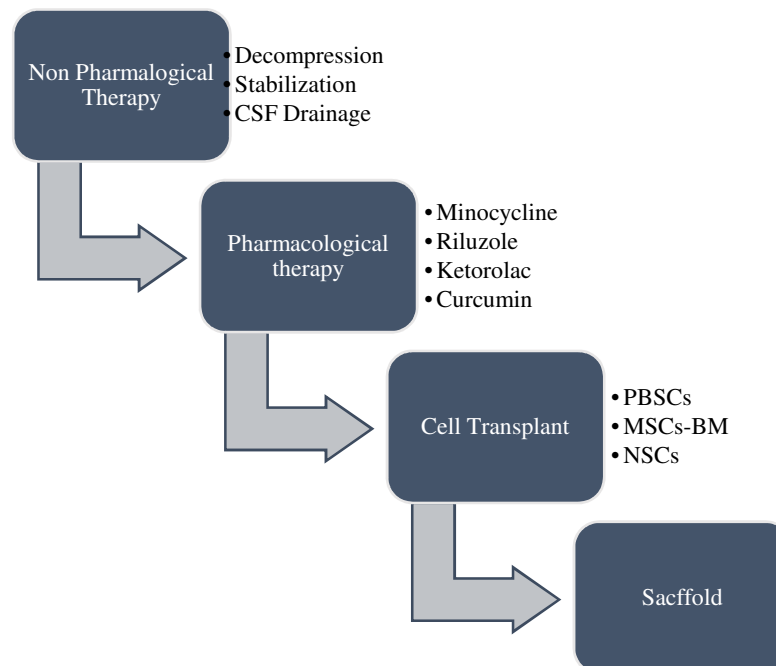 Non Pharmalogical
Therapy
• Decompression
• Stabilization
• CSF Drainage
Pharmacological
therapy
• Minocycline
• Riluzole
• Ketorolac
• Curcumin
Cell Transplant
• PBSCs
• MSCs-BM
• NSCs
Sacffold